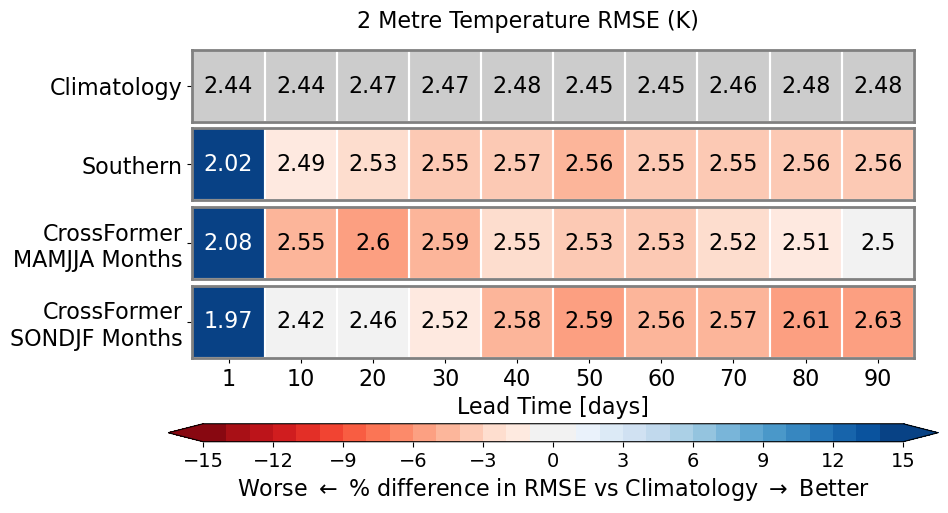 2 Metre Temperature RMSE (K)
Climatology 2.44 2.44 2.47 2.47 2.48 2.45 2.45 2.46 2.48 2.48
Southern 2.02 2.49 2.53 2.55 2.57 2.56 2.55 2.55 2.56 2.56
CrossFormer
MAMJJA Months 2.08 2.55 2.6 2.59 2.55 2.53 2.53 2.52 2.51 2.5
CrossFormer
SONDJF Months 1.97 2.42 2.46 2.52 2.58 2.59 2.56 2.57 2.61 2.63
1 10 20 30 40 50 60 70 80 90
Lead Time [days]
−15 −12 −9 −6 −3 0 3 6 9 12 15
Worse ← % difference in RMSE vs Climatology → Better